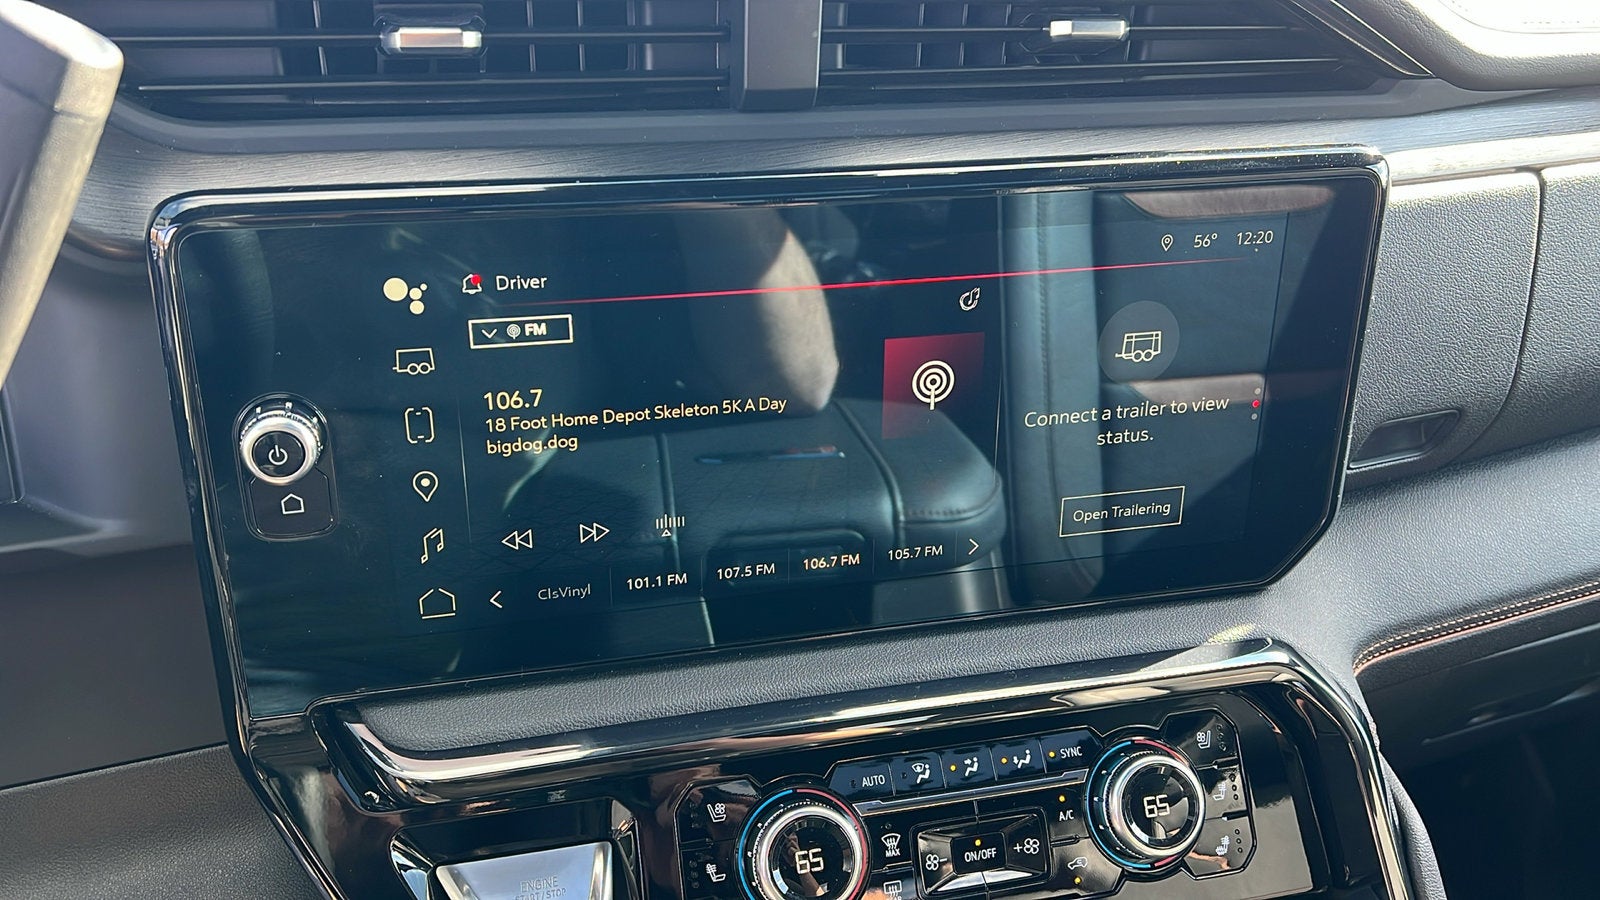 56° 12:20
Driver
FM
106.7
18 Foot Home Depot Skeleton 5K A Day
bigdog.dog
Connect a trailer to view
status.
Open Trailering
ClsVinyl 101.1 FM 107.5 FM 106.7 FM 105.7 FM
AUTO SYNC
A/C
65 65
MAX
ON/OFF
ENGINE
START/STOP